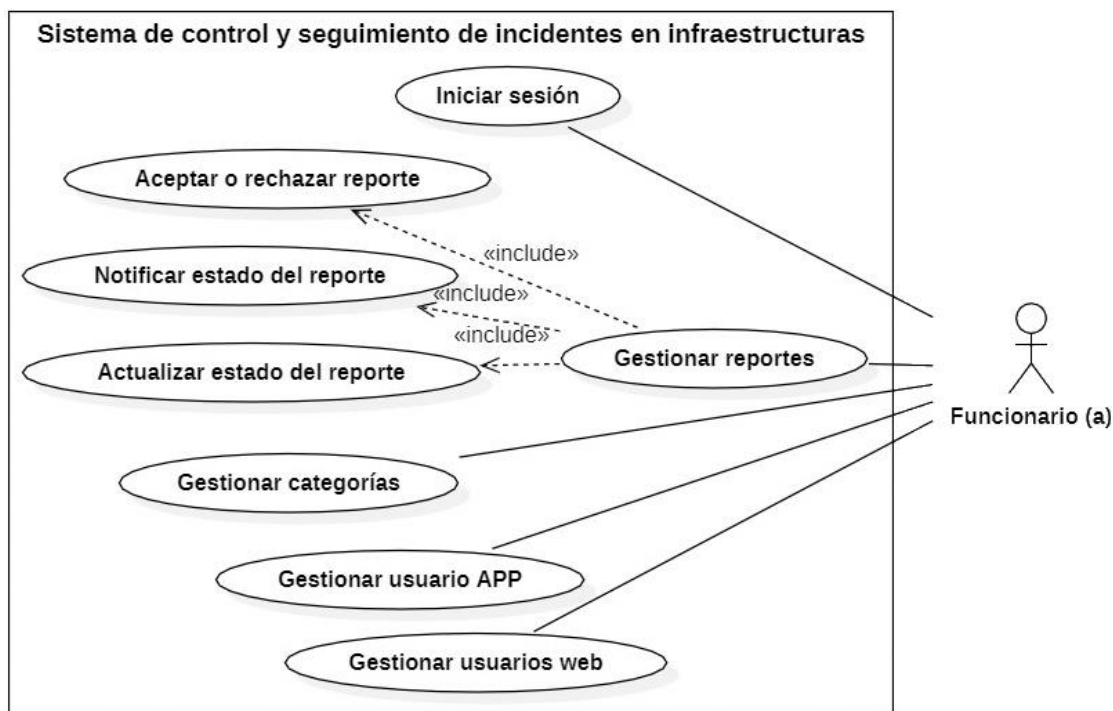 Sistema de control y seguimiento de incidentes en infraestructuras
Iniciar sesión
Aceptar o rechazar reporte
«include»
Notificar estado del reporte
«include»
«include»
Actualizar estado del reporte
Gestionar reportes
Funcionario (a)
Gestionar categorías
Gestionar usuario APP
Gestionar usuarios web